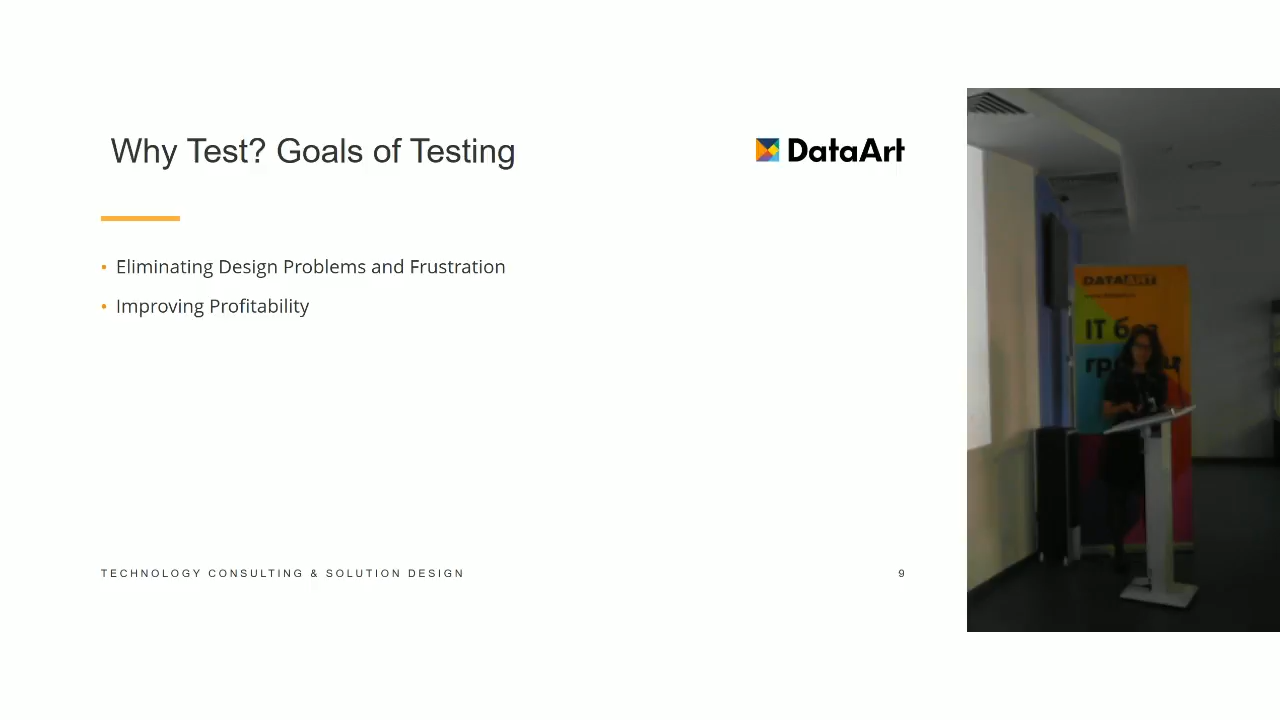 Why Test? Goals of Testing
DataArt
▪ Eliminating Design Problems and Frustration
• Improving Profitability
TECHNOLOGY CONSULTING & SOLUTION DESIGN
9
DATAART
IT без